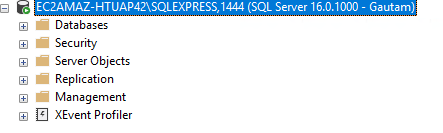 EC2AMAZ-HTUAP42\SQLEXPRESS,1444 (SQL Server 16.0.1000 - Gautam)
Databases
Security
Server Objects
Replication
Management
XEvent Profiler